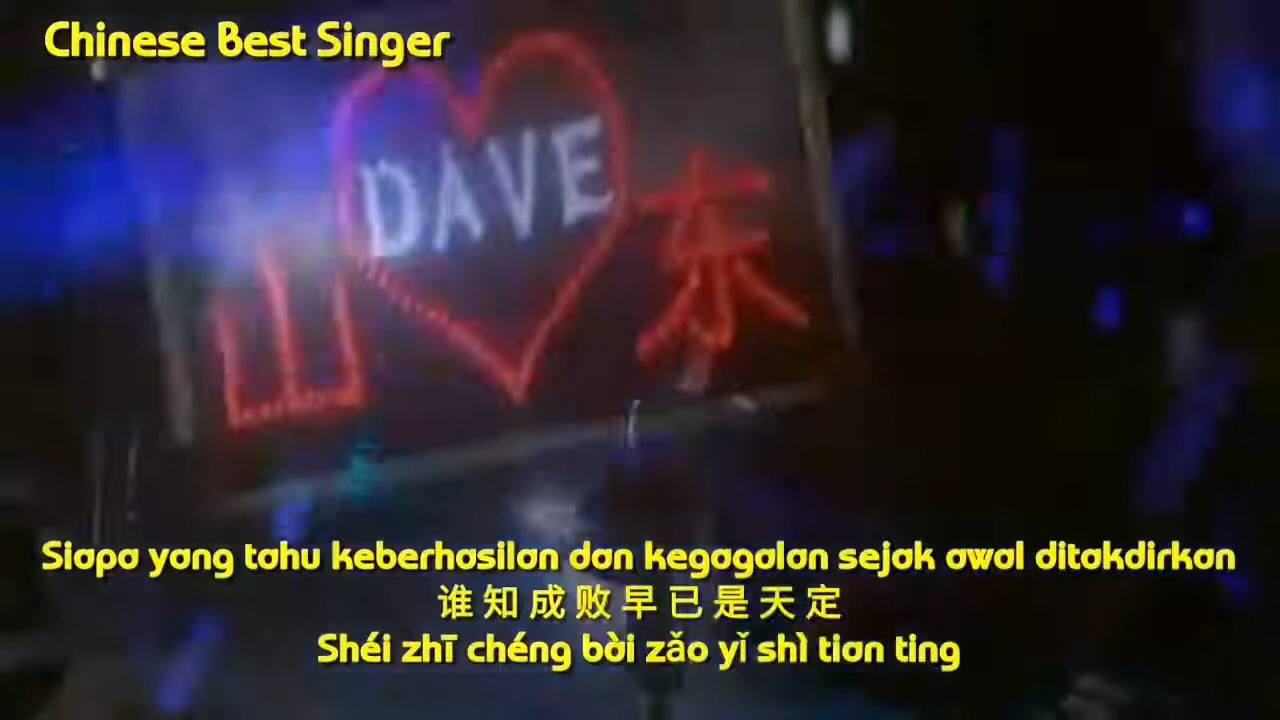 Chinese Best Singer
DAVE
山 东
Siapa yang tahu keberhasilan dan kegagalan sejak awal ditakdirkan
谁知成败早已是天定
Shéi zhī chéng bài zǎo yǐ shì tian ting